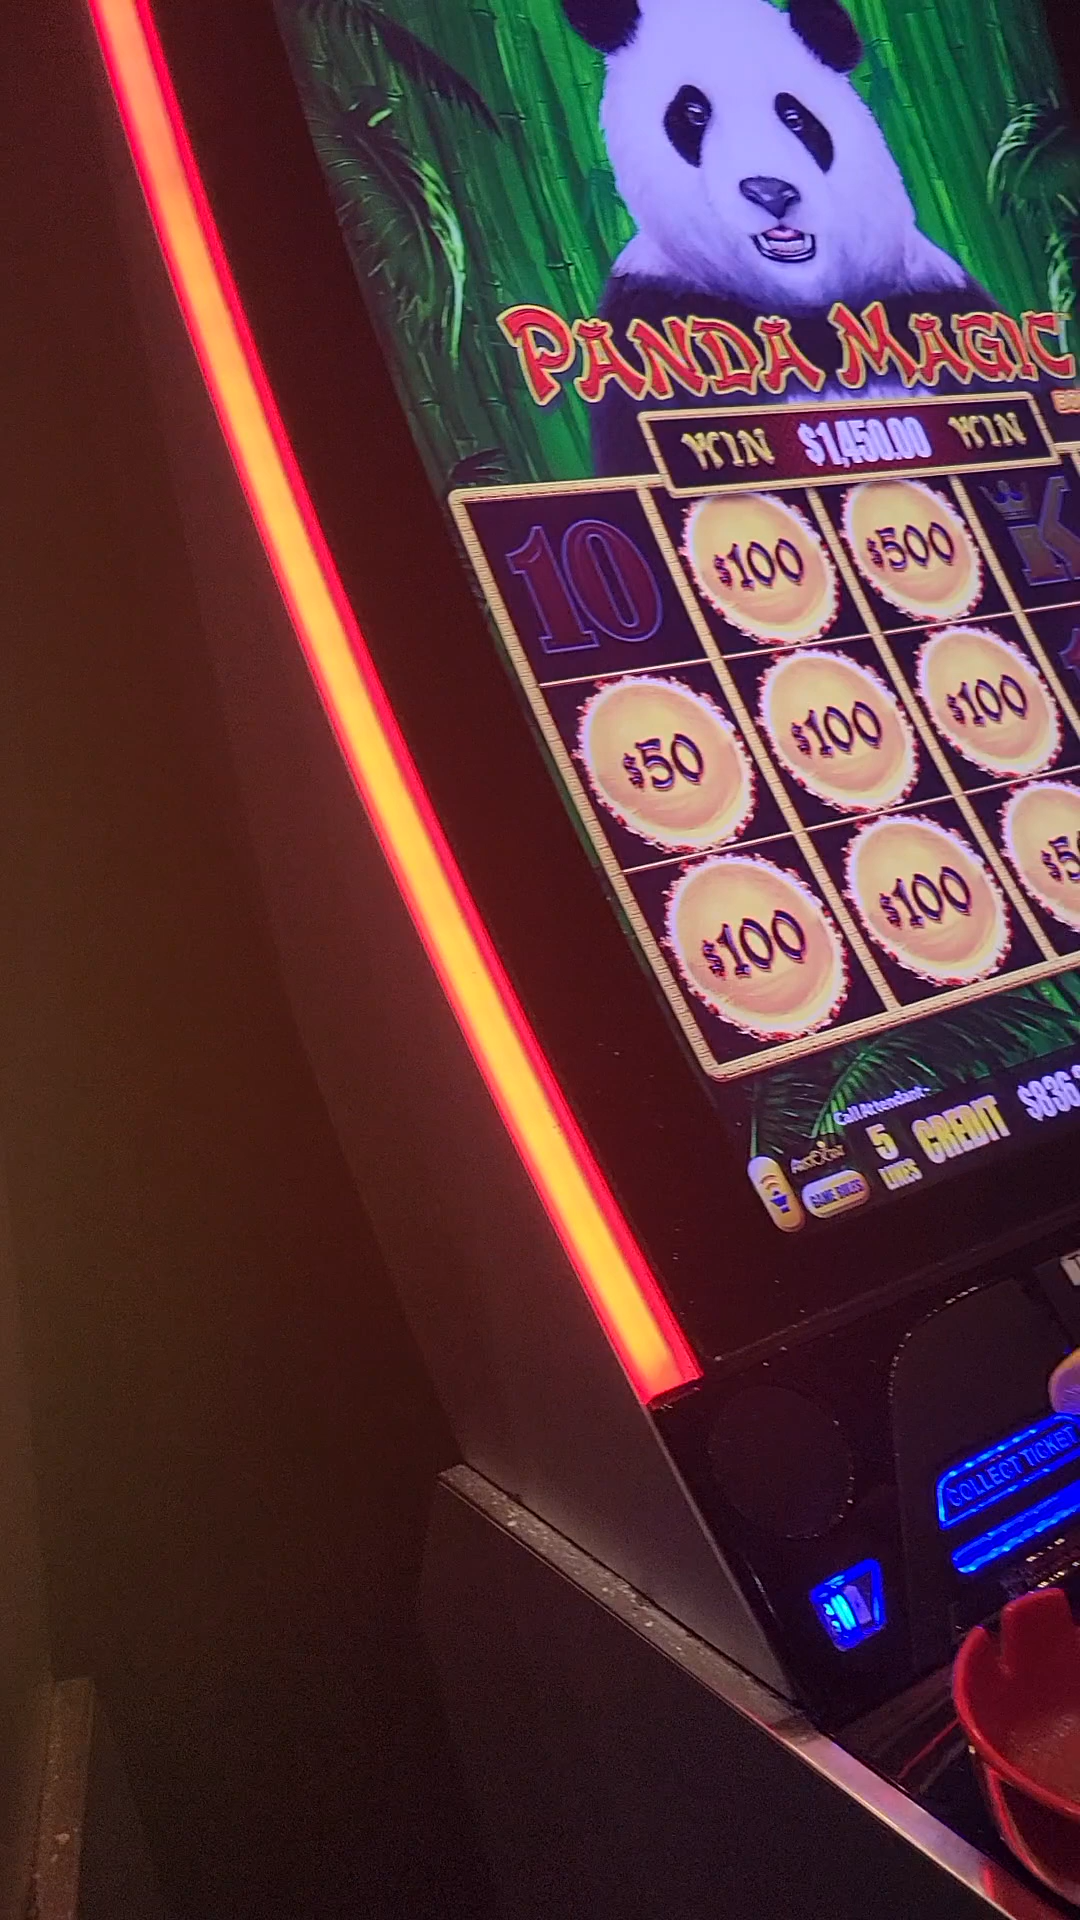 PANDA MAGIC
WIN $1,450.00 WIN
10 $100 $500 K
$50 $100 $100
$100 $100
Call Attendant
5 LINES CREDIT
GAME RULES
COLLECT TICKET